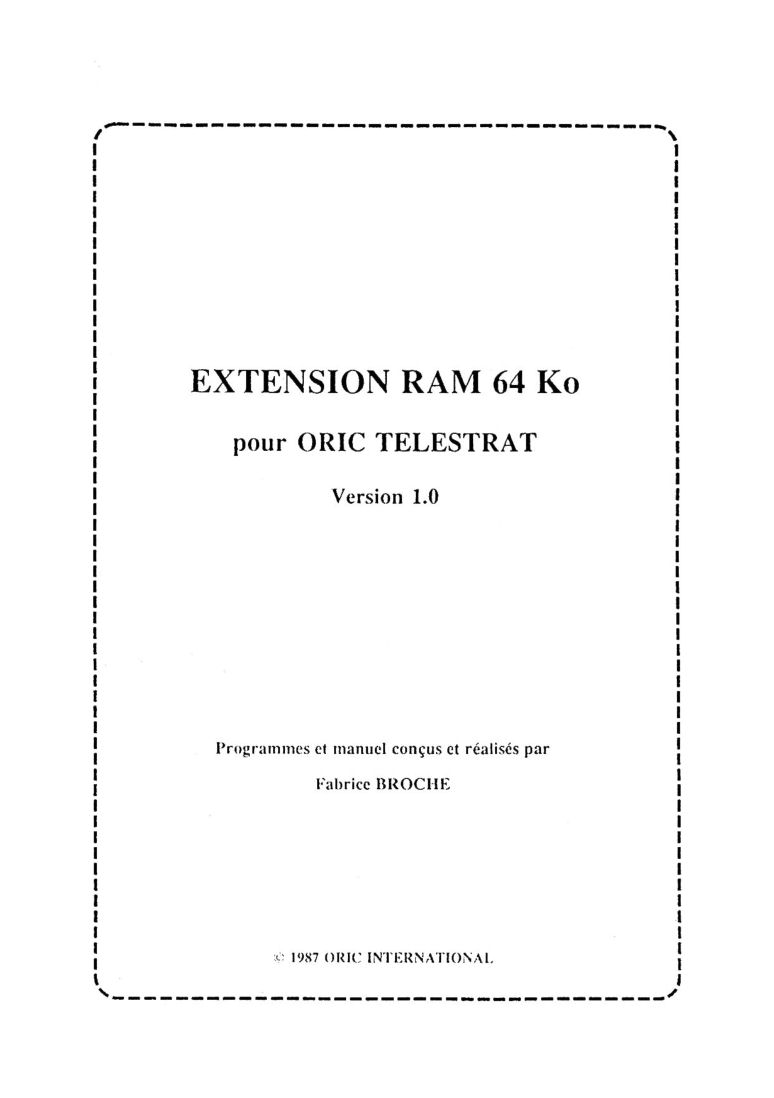 EXTENSION RAM 64 Ko
pour ORIC TELESTRAT
Version 1.0
Programmes et manuel conçus et réalisés par
Fabrice BROCHE
© 1987 ORIC INTERNATIONAL